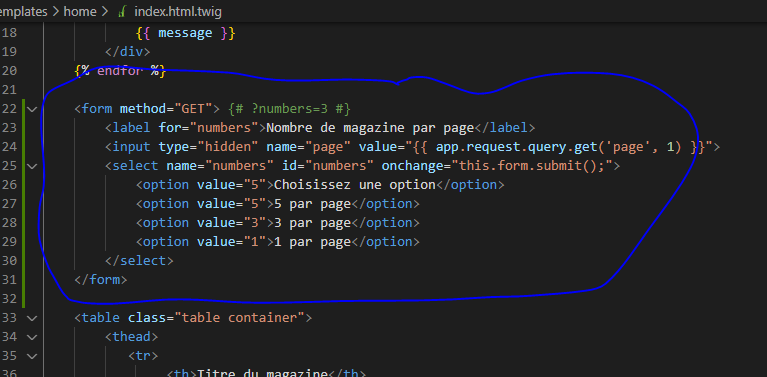 emplates > home > index.html.twig
18 {{ message }}
19 </div>
20 {% endfor %}
21
22 <form method="GET"> {# ?numbers=3 #}
23 <label for="numbers">Nombre de magazine par page</label>
24 <input type="hidden" name="page" value="{{ app.request.query.get('page', 1) }}">
25 <select name="numbers" id="numbers" onchange="this.form.submit();">
26 <option value="5">Choisissez une option</option>
27 <option value="5">5 par page</option>
28 <option value="3">3 par page</option>
29 <option value="1">1 par page</option>
30 </select>
31 </form>
32
33 <table class="table container">
34 <thead>
35 <tr>
36 <th>Titre du magazine</th>